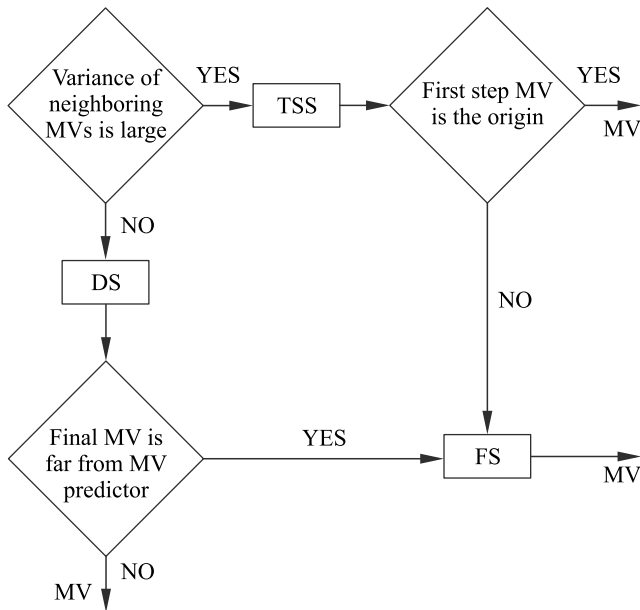 Variance of
neighboring
MVs is large
YES
TSS
First step MV
is the origin
YES
MV
NO
DS
NO
Final MV is
far from MV
predictor
YES
FS
MV
MV
NO